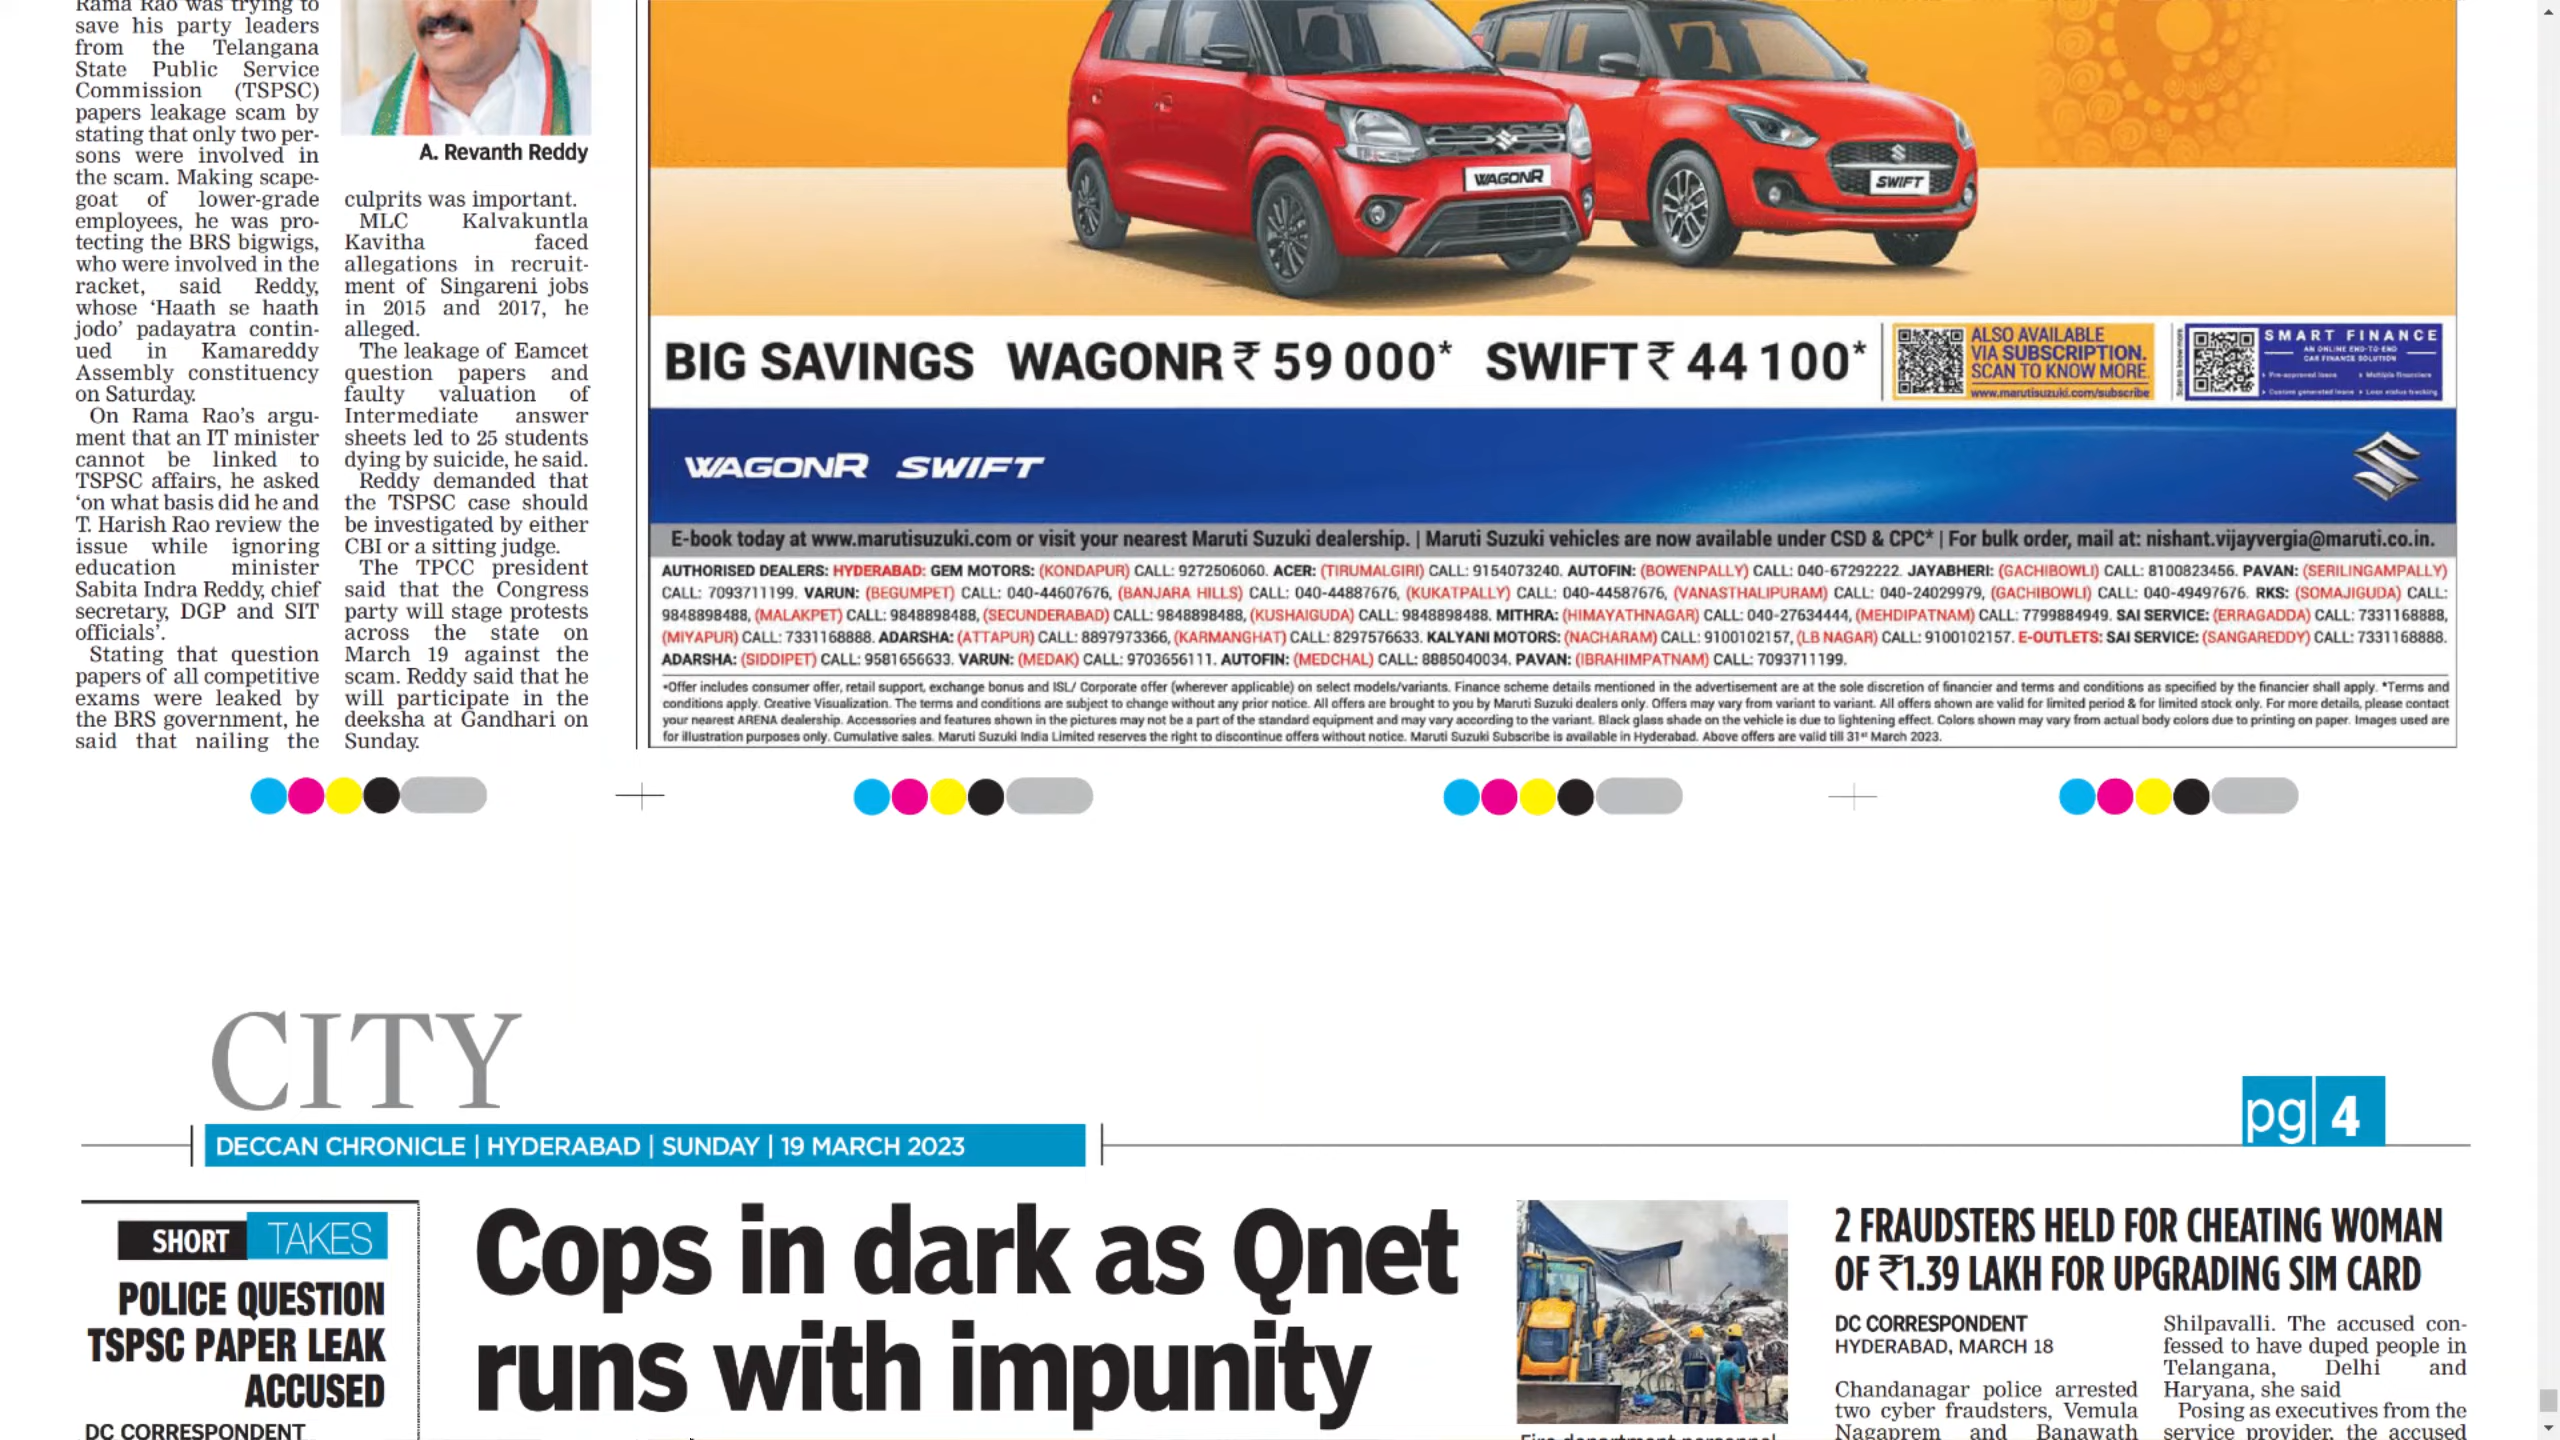 Rama Rao was trying to
save his party leaders
from the Telangana
State Public Service
Commission (TSPSC)
papers leakage scam by
stating that only two per-
sons were involved in
the scam. Making scape-
goat of lower-grade
employees, he was pro-
tecting the BRS bigwigs,
who were involved in the
racket, said Reddy,
whose ‘Haath se haath
jodo’ padayatra contin-
ued in Kamareddy
Assembly constituency
on Saturday.
On Rama Rao’s argu-
ment that an IT minister
cannot be linked to
TSPSC affairs, he asked
‘on what basis did he and
T. Harish Rao review the
issue while ignoring
education minister
Sabita Indra Reddy, chief
secretary, DGP and SIT
officials’.
Stating that question
papers of all competitive
exams were leaked by
the BRS government, he
said that nailing the
A. Revanth Reddy
culprits was important.
MLC Kalvakuntla
Kavitha faced
allegations in recruit-
ment of Singareni jobs
in 2015 and 2017, he
alleged.
The leakage of Eamcet
question papers and
faulty valuation of
Intermediate answer
sheets led to 25 students
dying by suicide, he said.
Reddy demanded that
the TSPSC case should
be investigated by either
CBI or a sitting judge.
The TPCC president
said that the Congress
party will stage protests
across the state on
March 19 against the
scam. Reddy said that he
will participate in the
deeksha at Gandhari on
Sunday.
WAGONR
SWIFT
BIG SAVINGS WAGONR ₹ 59 000* SWIFT ₹ 44 100*
ALSO AVAILABLE
VIA SUBSCRIPTION.
SCAN TO KNOW MORE.
www.marutisuzuki.com/subscribe
Scan to know more
SMART FINANCE
AN ONLINE END-TO-END
CAR FINANCE SOLUTION
▸ Pre-approved loans ▸ Multiple financiers
▸ Custom generated loans ▸ Loan status tracking
WAGONR SWIFT
E-book today at www.marutisuzuki.com or visit your nearest Maruti Suzuki dealership. | Maruti Suzuki vehicles are now available under CSD & CPC* | For bulk order, mail at: nishant.vijayvergia@maruti.co.in.
AUTHORISED DEALERS: HYDERABAD: GEM MOTORS: (KONDAPUR) CALL: 9272506060. ACER: (TIRUMALGIRI) CALL: 9154073240. AUTOFIN: (BOWENPALLY) CALL: 040-67292222. JAYABHERI: (GACHIBOWLI) CALL: 8100823456. PAVAN: (SERILINGAMPALLY)
CALL: 7093711199. VARUN: (BEGUMPET) CALL: 040-44607676, (BANJARA HILLS) CALL: 040-44887676, (KUKATPALLY) CALL: 040-44587676, (VANASTHALIPURAM) CALL: 040-24029979, (GACHIBOWLI) CALL: 040-49497676. RKS: (SOMAJIGUDA) CALL:
9848898488, (MALAKPET) CALL: 9848898488, (SECUNDERABAD) CALL: 9848898488, (KUSHAIGUDA) CALL: 9848898488. MITHRA: (HIMAYATHNAGAR) CALL: 040-27634444, (MEHDIPATNAM) CALL: 7799884949. SAI SERVICE: (ERRAGADDA) CALL: 7331168888,
(MIYAPUR) CALL: 7331168888. ADARSHA: (ATTAPUR) CALL: 8897973366, (KARMANGHAT) CALL: 8297576633. KALYANI MOTORS: (NACHARAM) CALL: 9100102157, (LB NAGAR) CALL: 9100102157. E-OUTLETS: SAI SERVICE: (SANGAREDDY) CALL: 7331168888.
ADARSHA: (SIDDIPET) CALL: 9581656633. VARUN: (MEDAK) CALL: 9703656111. AUTOFIN: (MEDCHAL) CALL: 8885040034. PAVAN: (IBRAHIMPATNAM) CALL: 7093711199.
*Offer includes consumer offer, retail support, exchange bonus and ISL/ Corporate offer (wherever applicable) on select models/variants. Finance scheme details mentioned in the advertisement are at the sole discretion of financier and terms and conditions as specified by the financier shall apply. *Terms and
conditions apply. Creative Visualization. The terms and conditions are subject to change without any prior notice. All offers are brought to you by Maruti Suzuki dealers only. Offers may vary from variant to variant. All offers shown are valid for limited period & for limited stock only. For more details, please contact
your nearest ARENA dealership. Accessories and features shown in the pictures may not be a part of the standard equipment and may vary according to the variant. Black glass shade on the vehicle is due to lightening effect. Colors shown may vary from actual body colors due to printing on paper. Images used are
for illustration purposes only. Cumulative sales. Maruti Suzuki India Limited reserves the right to discontinue offers without notice. Maruti Suzuki Subscribe is available in Hyderabad. Above offers are valid till 31st March 2023.
CITY
DECCAN CHRONICLE | HYDERABAD | SUNDAY | 19 MARCH 2023
pg 4
SHORT TAKES
POLICE QUESTION
TSPSC PAPER LEAK
ACCUSED
DC CORRESPONDENT
Cops in dark as Qnet
runs with impunity
Fire department personnel
2 FRAUDSTERS HELD FOR CHEATING WOMAN
OF ₹1.39 LAKH FOR UPGRADING SIM CARD
DC CORRESPONDENT
HYDERABAD, MARCH 18
Chandanagar police arrested
two cyber fraudsters, Vemula
Nagaprem and Banawath
Shilpavalli. The accused con-
fessed to have duped people in
Telangana, Delhi and
Haryana, she said
Posing as executives from the
service provider, the accused